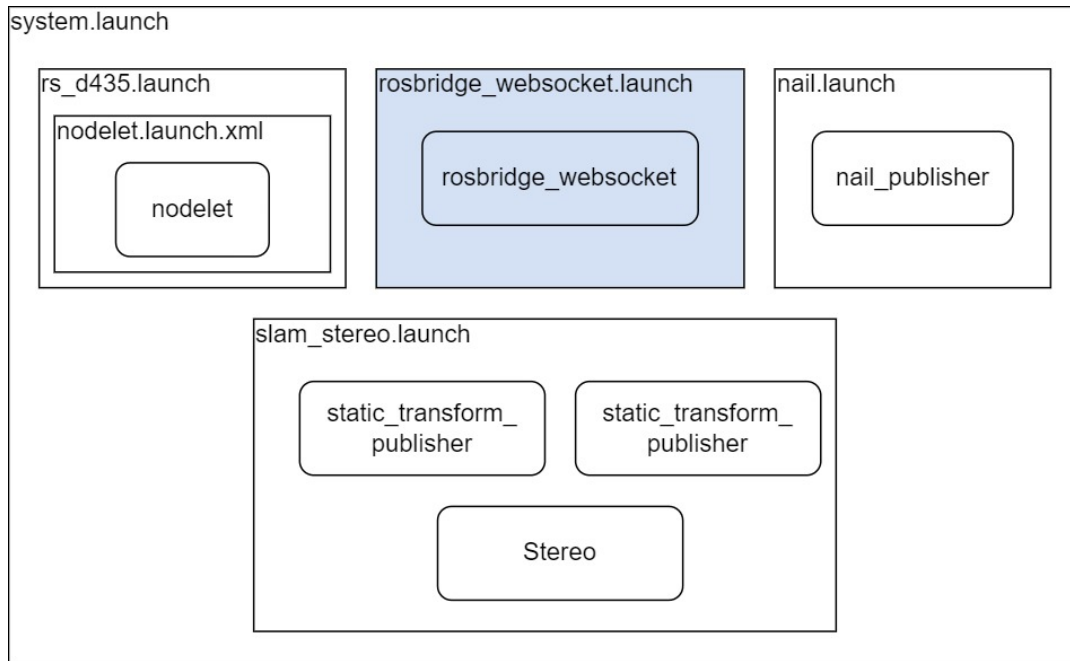 system.launch
rs_d435.launch
nodelet.launch.xml
nodelet
rosbridge_websocket.launch
rosbridge_websocket
nail.launch
nail_publisher
slam_stereo.launch
static_transform_
publisher
static_transform_
publisher
Stereo